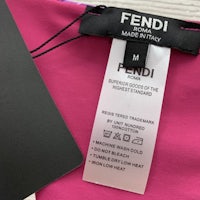 FENDI
ROMA
MADE IN ITALY
M
FENDI
ROMA
SUPERIOR GOODS OF THE
HIGHEST STANDARD
REGISTERED TRADEMARK
BY UNIT HUNDRED
• MACHINE WASH COLD
• DO NOT BLEACH
• TUMBLE DRY LOW HEAT
• IRON LOW HEAT